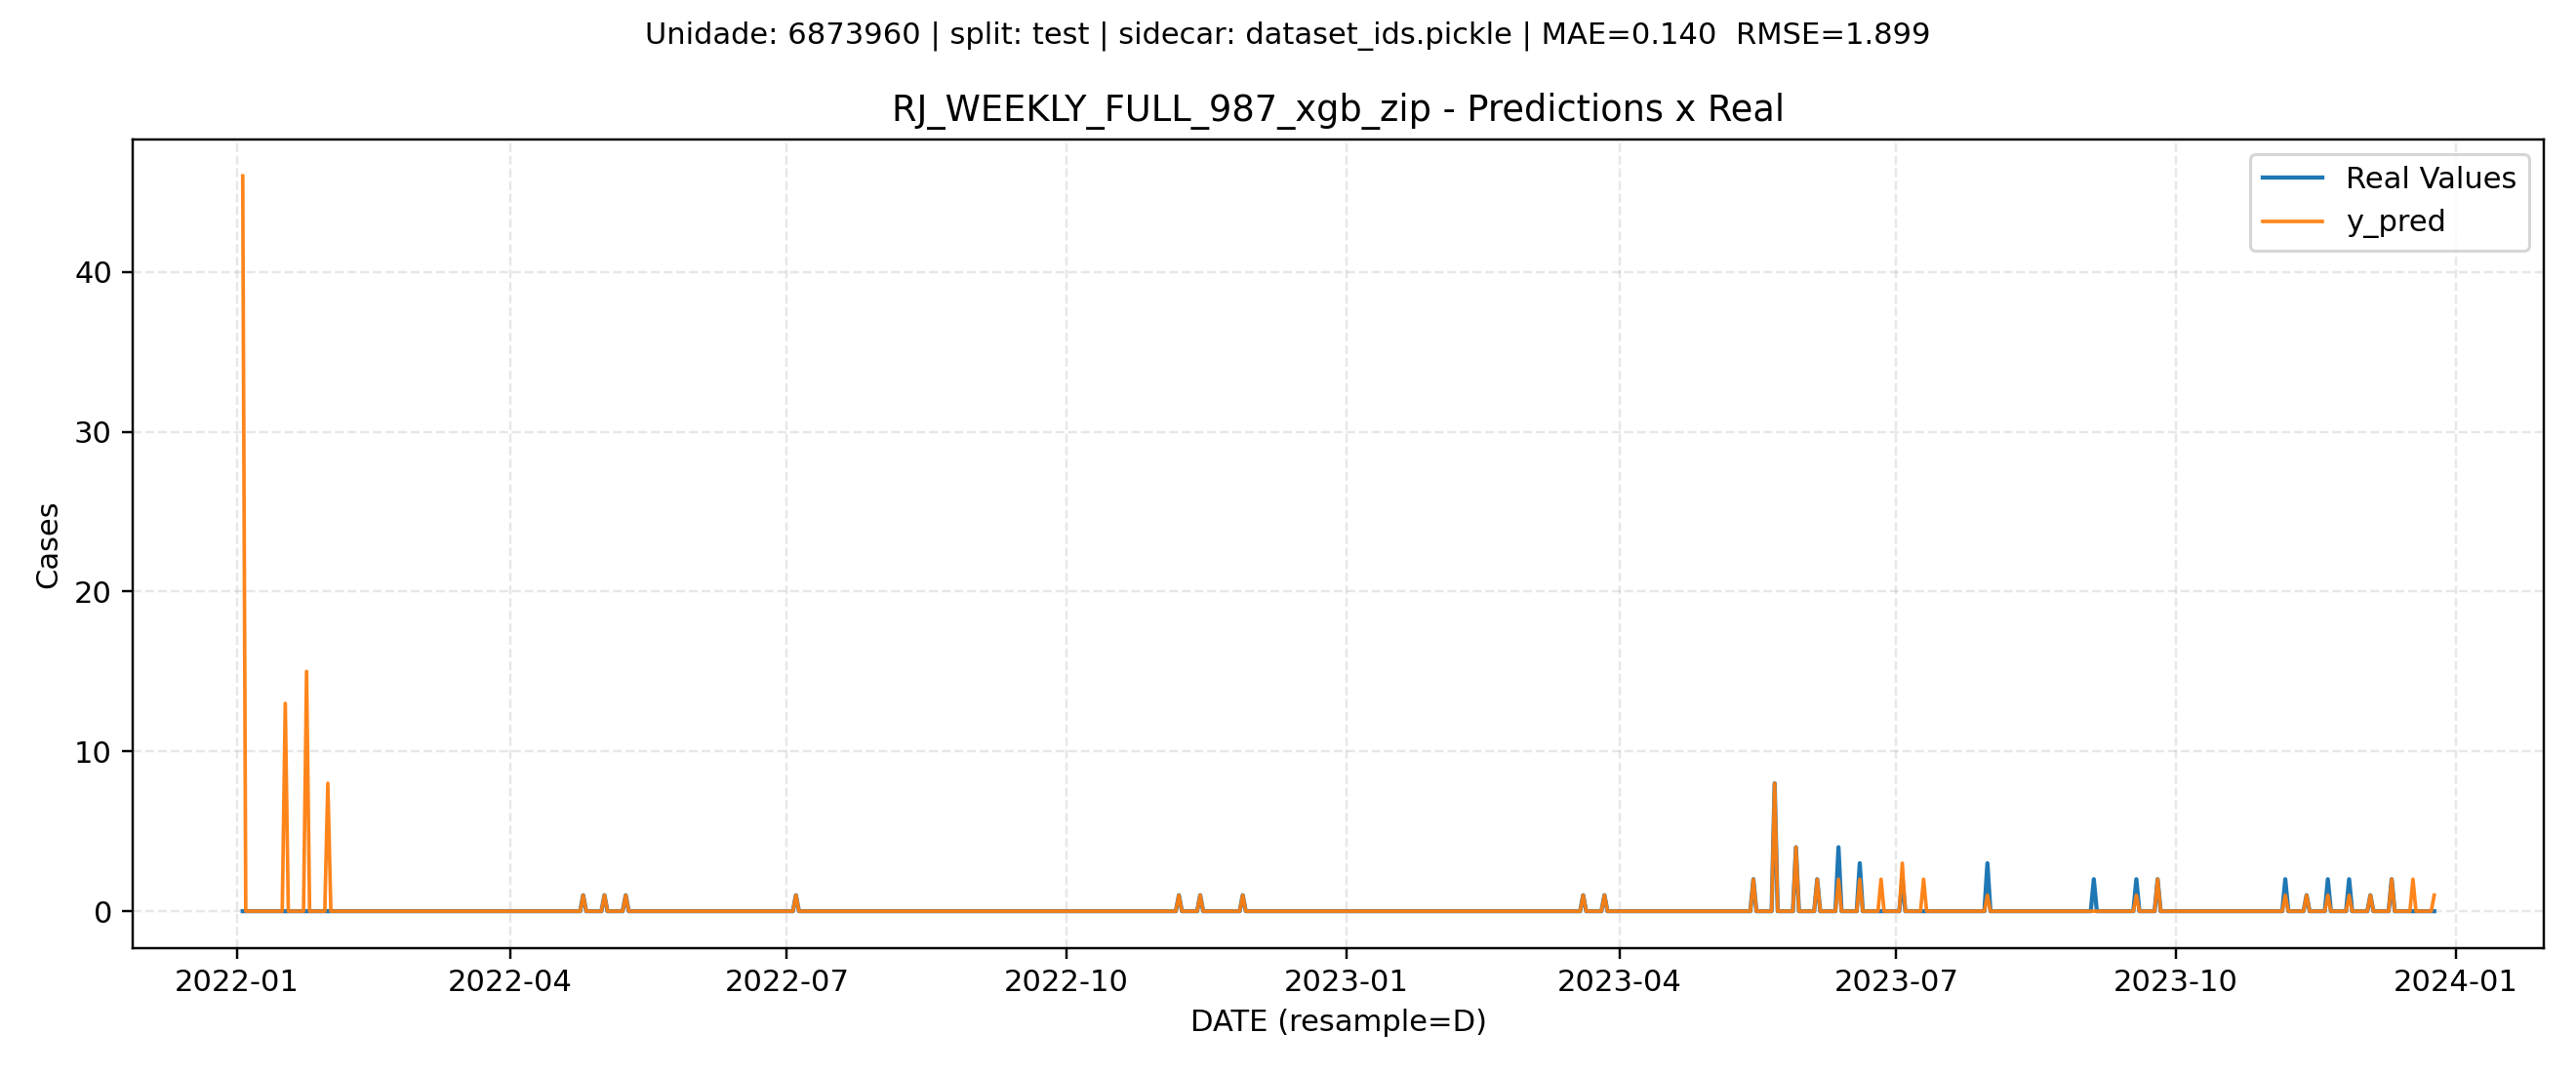 Unidade: 6873960 | split: test | sidecar: dataset_ids.pickle | MAE=0.140  RMSE=1.899
RJ_WEEKLY_FULL_987_xgb_zip - Predictions x Real
Real Values
y_pred
40
30
20
10
0
Cases
2022-01 2022-04 2022-07 2022-10 2023-01 2023-04 2023-07 2023-10 2024-01
DATE (resample=D)